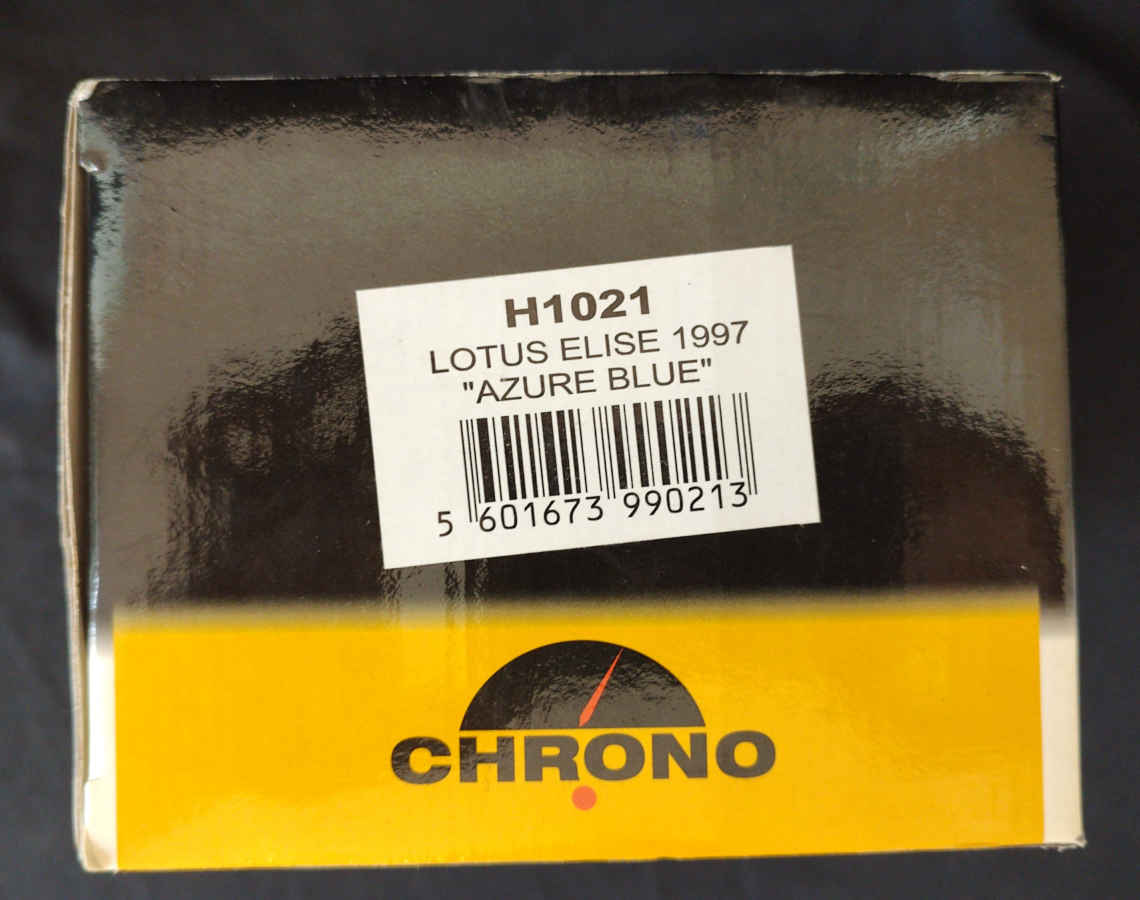 H1021
LOTUS ELISE 1997
"AZURE BLUE"
5 601673 990213
CHRONO